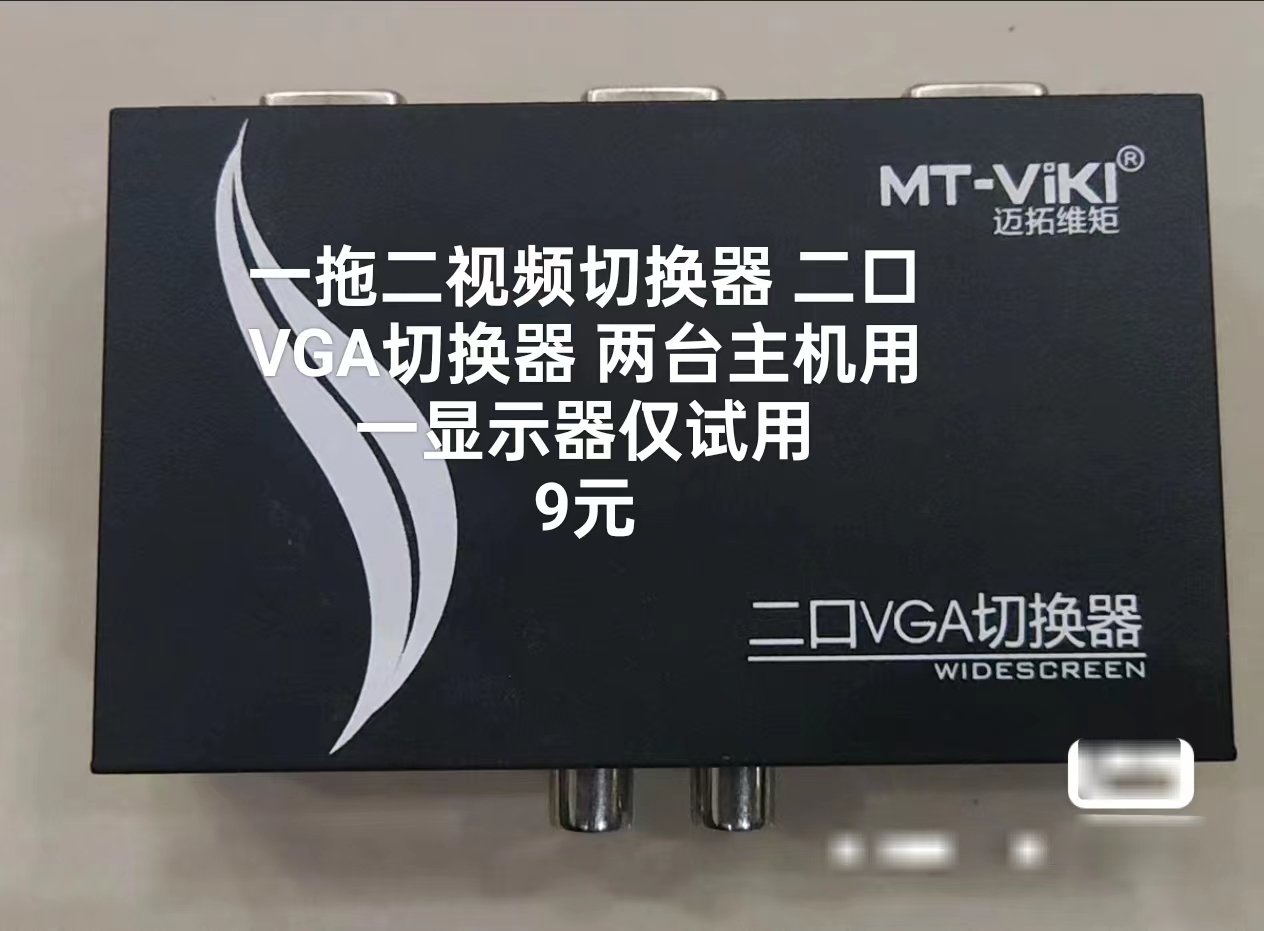 MT-ViKI®
迈拓维矩
一拖二视频切换器 二口
VGA切换器 两台主机用
一显示器仅试用
9元
二口VGA切换器
WIDESCREEN